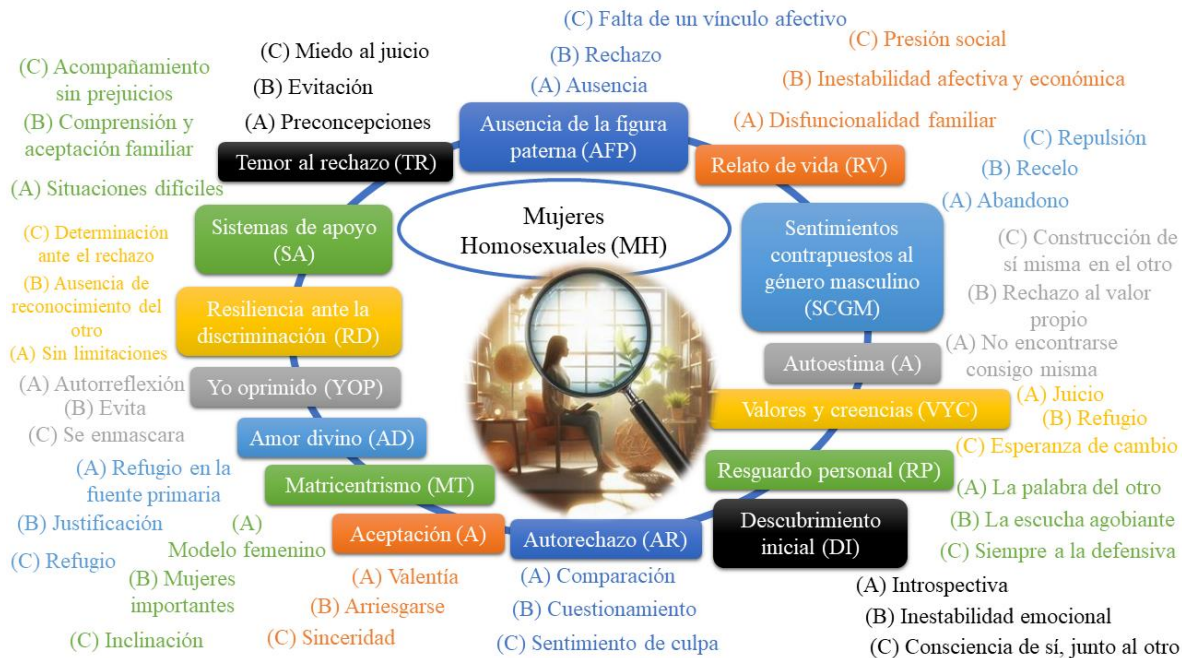 Mujeres
Homosexuales (MH)
Ausencia de la figura
paterna (AFP)
(C) Falta de un vínculo afectivo
(B) Rechazo
(A) Ausencia
Relato de vida (RV)
(C) Presión social
(B) Inestabilidad afectiva y económica
(A) Disfuncionalidad familiar
Sentimientos
contrapuestos al
género masculino
(SCGM)
(C) Repulsión
(B) Recelo
(A) Abandono
Autoestima (A)
(C) Construcción de
sí misma en el otro
(B) Rechazo al valor
propio
(A) No encontrarse
consigo misma
Valores y creencias (VYC)
(A) Juicio
(B) Refugio
(C) Esperanza de cambio
Resguardo personal (RP)
(A) La palabra del otro
(B) La escucha agobiante
(C) Siempre a la defensiva
Descubrimiento
inicial (DI)
(A) Introspectiva
(B) Inestabilidad emocional
(C) Consciencia de sí, junto al otro
Autorechazo (AR)
(A) Comparación
(B) Cuestionamiento
(C) Sentimiento de culpa
Aceptación (A)
(A) Valentía
(B) Arriesgarse
(C) Sinceridad
Matricentrismo (MT)
(A)
Modelo femenino
(B) Mujeres
importantes
(C) Inclinación
Amor divino (AD)
(A) Refugio en la
fuente primaria
(B) Justificación
(C) Refugio
Yo oprimido (YOP)
(A) Autorreflexión
(B) Evita
(C) Se enmascara
Resiliencia ante la
discriminación (RD)
(C) Determinación
ante el rechazo
(B) Ausencia de
reconocimiento del
otro
(A) Sin limitaciones
Sistemas de apoyo
(SA)
(C) Acompañamiento
sin prejuicios
(B) Comprensión y
aceptación familiar
(A) Situaciones difíciles
Temor al rechazo (TR)
(C) Miedo al juicio
(B) Evitación
(A) Preconcepciones